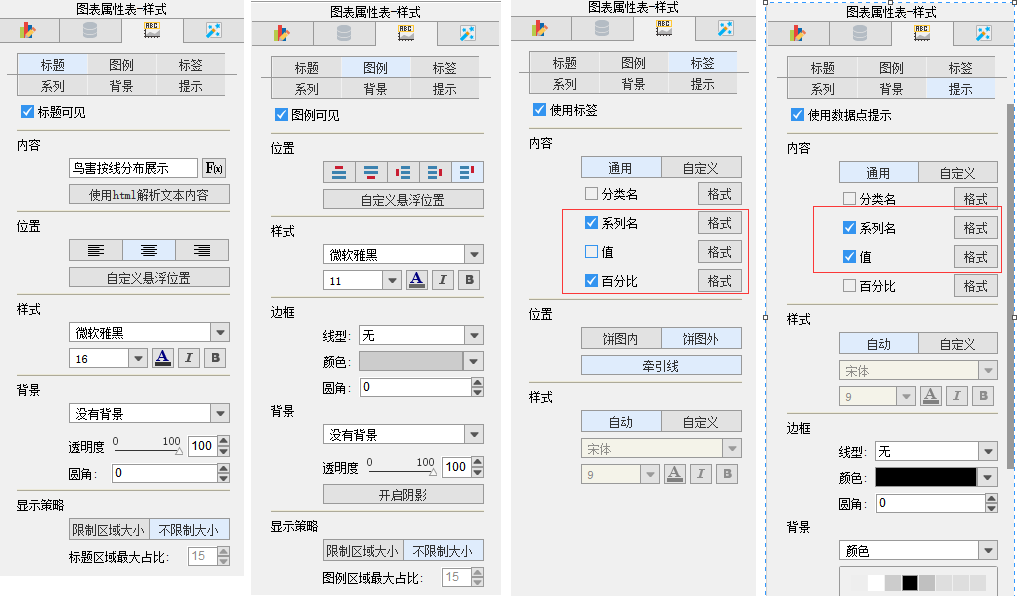 图表属性表-样式
ABC
标题 图例 标签
系列 背景 提示
标题可见
内容
鸟害按线分布展示 F(x)
使用html解析文本内容
位置
自定义悬浮位置
样式
微软雅黑
16 A I B
背景
没有背景
透明度 0 100 100
圆角: 0
显示策略
限制区域大小 不限制大小
标题区域最大占比: 15
图表属性表-样式
ABC
标题 图例 标签
系列 背景 提示
图例可见
位置
自定义悬浮位置
样式
微软雅黑
11 A I B
边框
线型: 无
颜色:
圆角: 0
背景
没有背景
透明度 0 100 100
开启阴影
显示策略
限制区域大小 不限制大小
图例区域最大占比: 15
图表属性表-样式
ABC
标题 图例 标签
系列 背景 提示
使用标签
内容
通用 自定义
分类名 格式
系列名 格式
值 格式
百分比 格式
位置
饼图内 饼图外
牵引线
样式
自动 自定义
宋体
9 A I B
图表属性表-样式
ABC
标题 图例 标签
系列 背景 提示
使用数据点提示
内容
通用 自定义
分类名 格式
系列名 格式
值 格式
百分比 格式
样式
自动 自定义
宋体
9 A I B
边框
线型: 无
颜色:
圆角: 0
背景
颜色